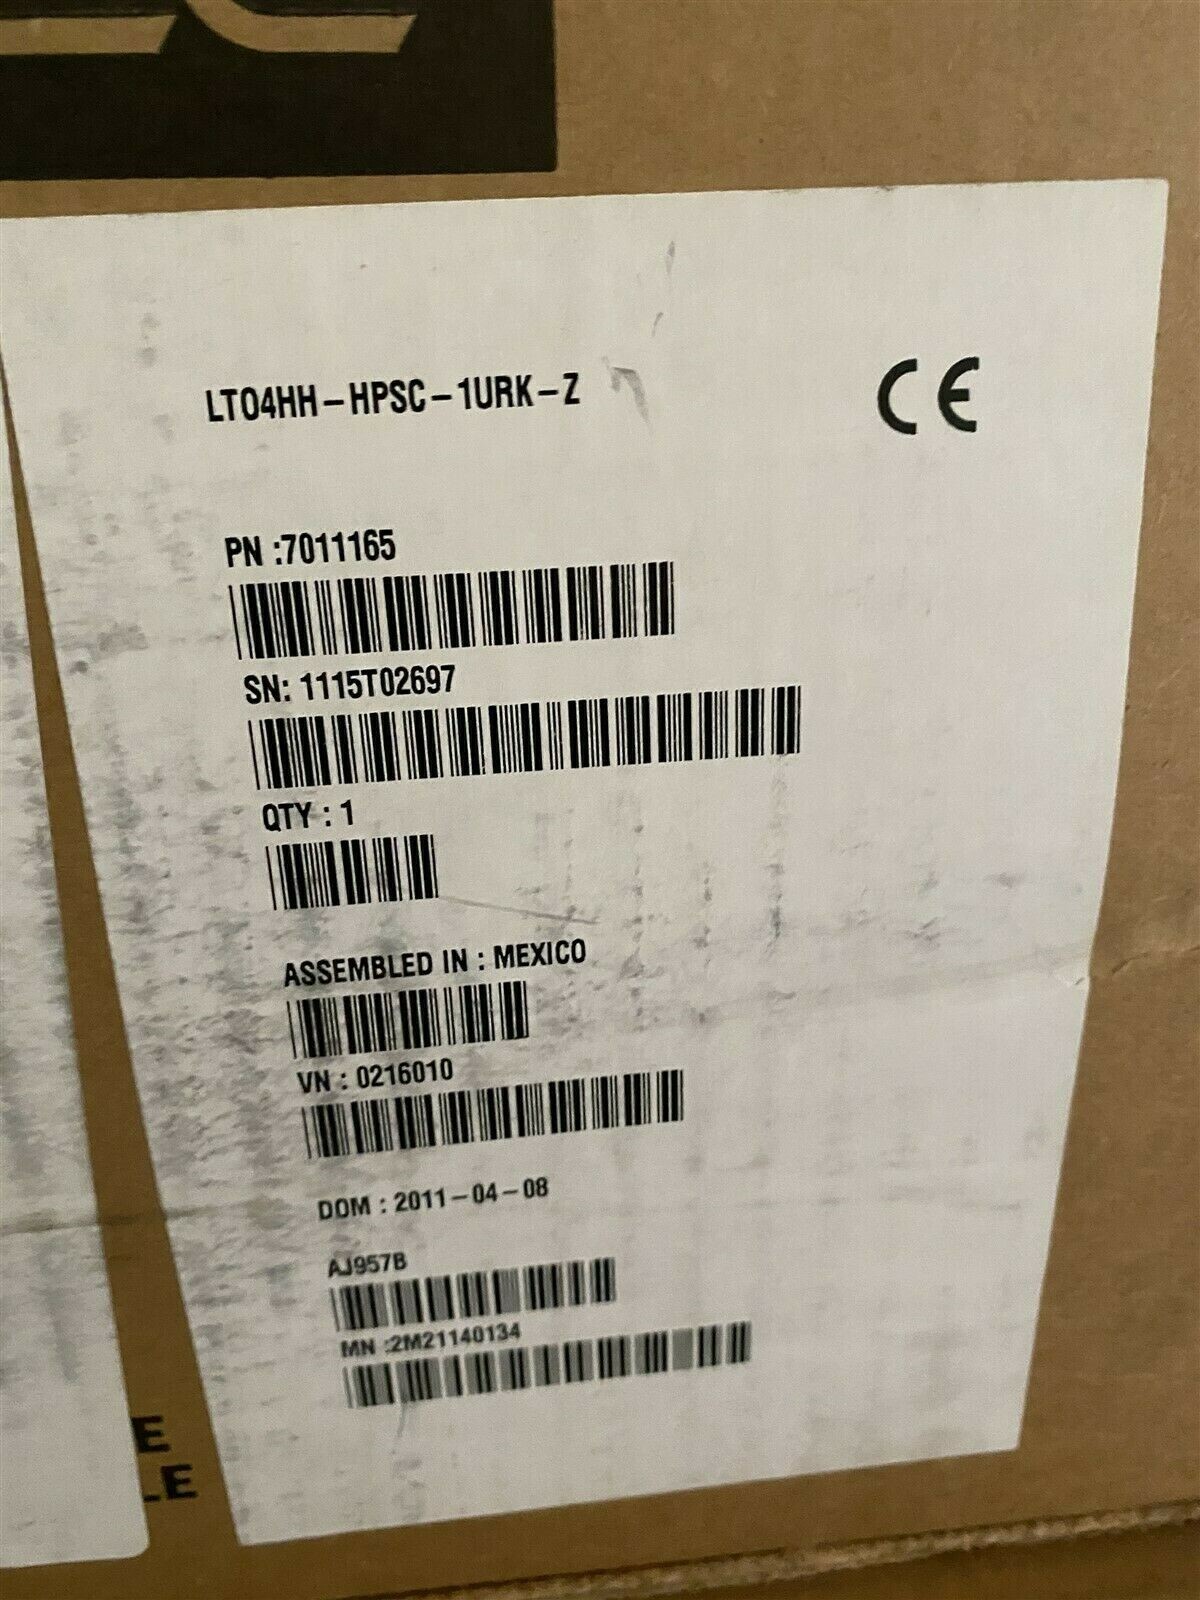 LTO4HH-HPSC-1URK-Z
CE
PN :7011165
SN: 1115T02697
QTY : 1
ASSEMBLED IN : MEXICO
VN : 0216010
DOM : 2011-04-08
AJ957B
MN :2M21140134
E
LE